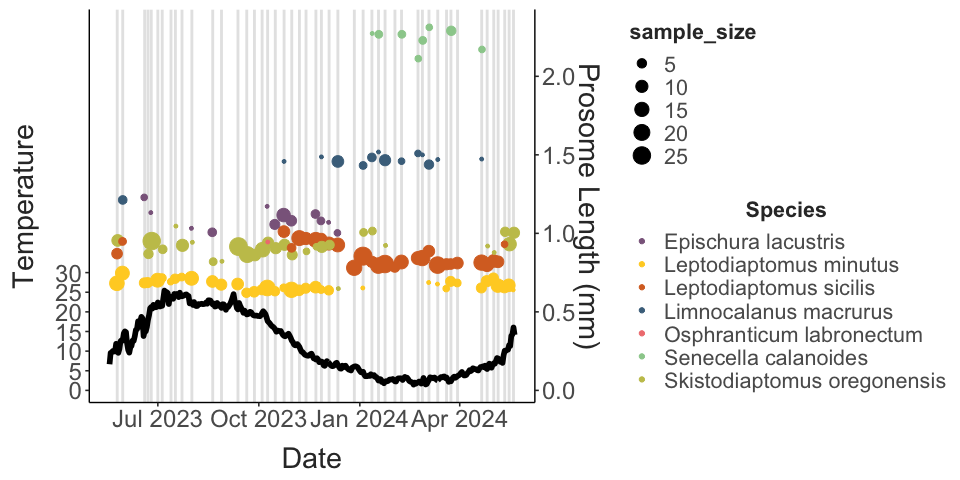 Temperature
30
25
20
15
10
5
0
Jul 2023
Oct 2023
Jan 2024
Apr 2024
Date
2.0
1.5
1.0
0.5
0.0
Prosome Length (mm)
sample_size
5
10
15
20
25
Species
Epischura lacustris
Leptodiaptomus minutus
Leptodiaptomus sicilis
Limnocalanus macrurus
Osphranticum labronectum
Senecella calanoides
Skistodiaptomus oregonensis